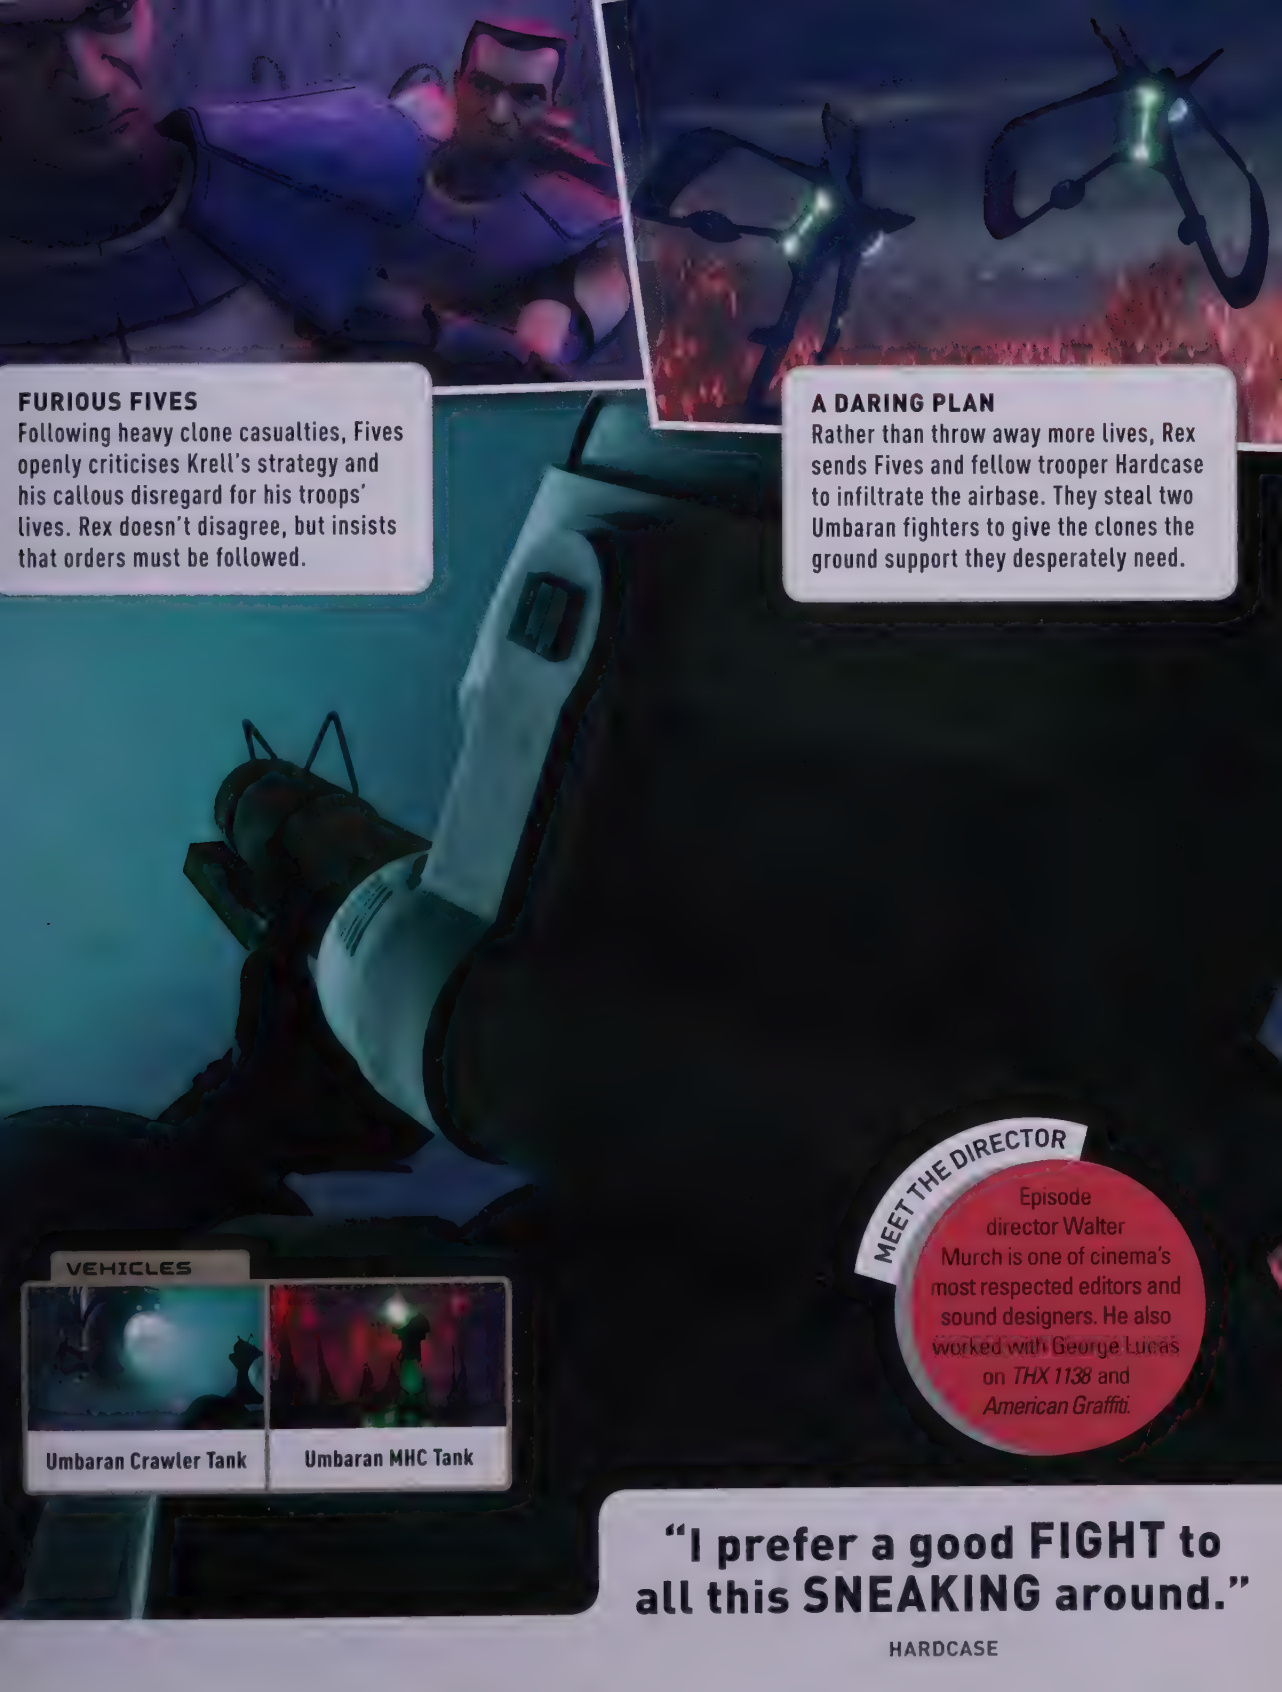 FURIOUS FIVES
Following heavy clone casualties, Fives
openly criticises Krell's strategy and
his callous disregard for his troops'
lives. Rex doesn't disagree, but insists
that orders must be followed.
A DARING PLAN
Rather than throw away more lives, Rex
sends Fives and fellow trooper Hardcase
to infiltrate the airbase. They steal two
Umbaran fighters to give the clones the
ground support they desperately need.
MEET THE DIRECTOR
Episode
director Walter
Murch is one of cinema's
most respected editors and
sound designers. He also
worked with George Lucas
on THX 1138 and
American Graffiti.
VEHICLES
Umbaran Crawler Tank
Umbaran MHC Tank
"I prefer a good FIGHT to
all this SNEAKING around."
HARDCASE